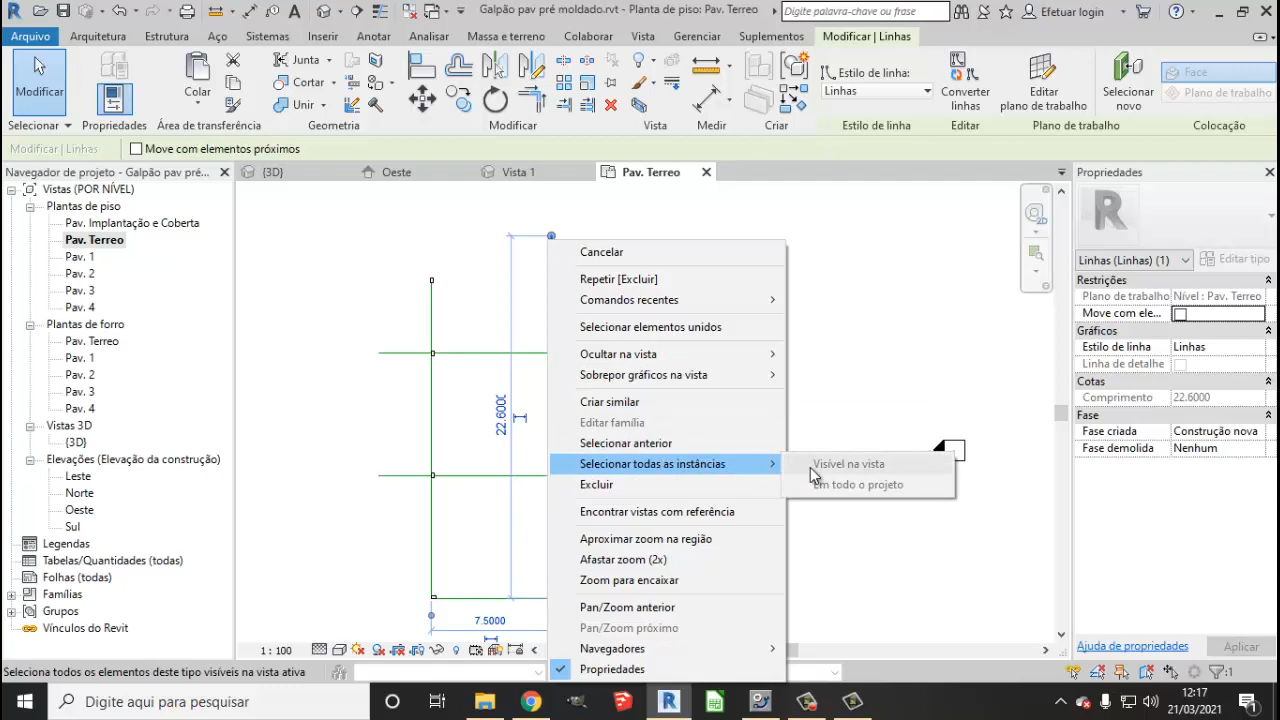 Galpão pav pré moldado.rvt - Planta de piso: Pav. Terreo
Digite palavra-chave ou frase
Efetuar login
Arquivo
Arquitetura
Estrutura
Aço
Sistemas
Inserir
Anotar
Analisar
Massa e terreno
Colaborar
Vista
Gerenciar
Suplementos
Modificar | Linhas
Modificar
Colar
Junta
Cortar
Unir
Estilo de linha:
Linhas
Converter linhas
Editar plano de trabalho
Selecionar novo
Face
Plano de trabalho
Selecionar
Propriedades
Área de transferência
Geometria
Modificar
Vista
Medir
Criar
Estilo de linha
Editar
Plano de trabalho
Colocação
Modificar | Linhas
Move com elementos próximos
Navegador de projeto - Galpão pav pré...
{3D}
Oeste
Vista 1
Pav. Terreo
Propriedades
Vistas (POR NÍVEL)
Plantas de piso
Pav. Implantação e Coberta
Pav. Terreo
Pav. 1
Pav. 2
Pav. 3
Pav. 4
Plantas de forro
Pav. Terreo
Pav. 1
Pav. 2
Pav. 3
Pav. 4
Vistas 3D
{3D}
Elevações (Elevação da construção)
Leste
Norte
Oeste
Sul
Legendas
Tabelas/Quantidades (todas)
Folhas (todas)
Famílias
Grupos
Vínculos do Revit
22.600
7.5000
Cancelar
Repetir [Excluir]
Comandos recentes
Selecionar elementos unidos
Ocultar na vista
Sobrepor gráficos na vista
Criar similar
Editar família
Selecionar anterior
Selecionar todas as instâncias
Excluir
Encontrar vistas com referência
Aproximar zoom na região
Afastar zoom (2x)
Zoom para encaixar
Pan/Zoom anterior
Pan/Zoom próximo
Navegadores
Propriedades
Visível na vista
Em todo o projeto
2D
R
Linhas (Linhas) (1)
Editar tipo
Restrições
Plano de trabalho
Nível : Pav. Terreo
Move com ele...
Gráficos
Estilo de linha
Linhas
Linha de detalhe
Cotas
Comprimento
22.6000
Fase
Fase criada
Construção nova
Fase demolida
Nenhum
Ajuda de propriedades
Aplicar
1 : 100
Seleciona todos os elementos deste tipo visíveis na vista ativa
:1
Digite aqui para pesquisar
R
12:17
21/03/2021
1